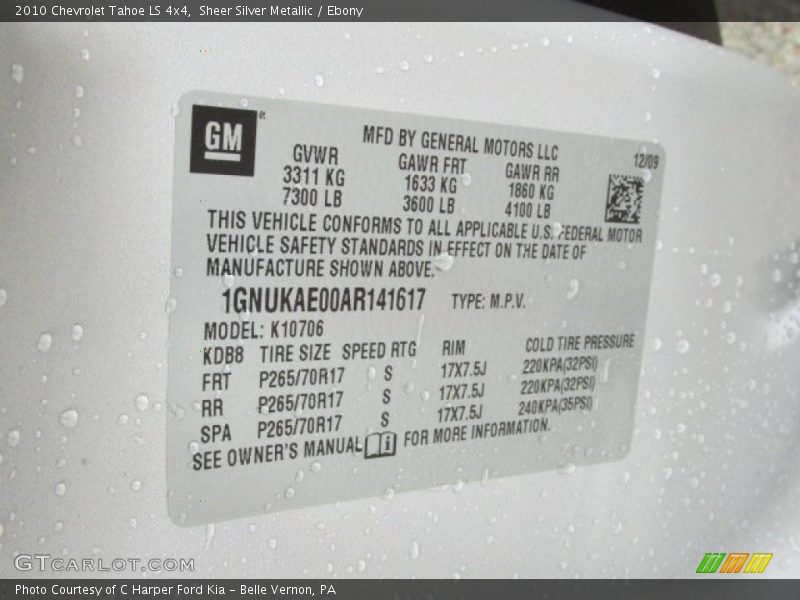 2010 Chevrolet Tahoe LS 4x4, Sheer Silver Metallic / Ebony
GM®
MFD BY GENERAL MOTORS LLC
12/09
GVWR GAWR FRT GAWR RR
3311 KG 1633 KG 1860 KG
7300 LB 3600 LB 4100 LB
THIS VEHICLE CONFORMS TO ALL APPLICABLE U.S. FEDERAL MOTOR
VEHICLE SAFETY STANDARDS IN EFFECT ON THE DATE OF
MANUFACTURE SHOWN ABOVE.
1GNUKAE00AR141617 TYPE: M.P.V.
MODEL: K10706
KDB8 TIRE SIZE SPEED RTG RIM COLD TIRE PRESSURE
FRT P265/70R17 S 17X7.5J 220KPA(32PSI)
RR P265/70R17 S 17X7.5J 220KPA(32PSI)
SPA P265/70R17 S 17X7.5J 240KPA(35PSI)
SEE OWNER'S MANUAL i FOR MORE INFORMATION.
GTCARLOT.COM
Photo Courtesy of C Harper Ford Kia - Belle Vernon, PA